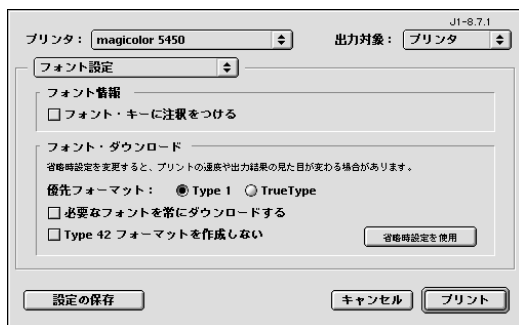 J1-8.7.1
プリンタ： magicolor 5450 出力対象： プリンタ
フォント設定
フォント情報
フォント・キーに注釈をつける
フォント・ダウンロード
省略時設定を変更すると、プリントの速度や出力結果の見た目が変わる場合があります。
優先フォーマット： Type 1 TrueType
必要なフォントを常にダウンロードする
Type 42 フォーマットを作成しない
省略時設定を使用
設定の保存 キャンセル プリント